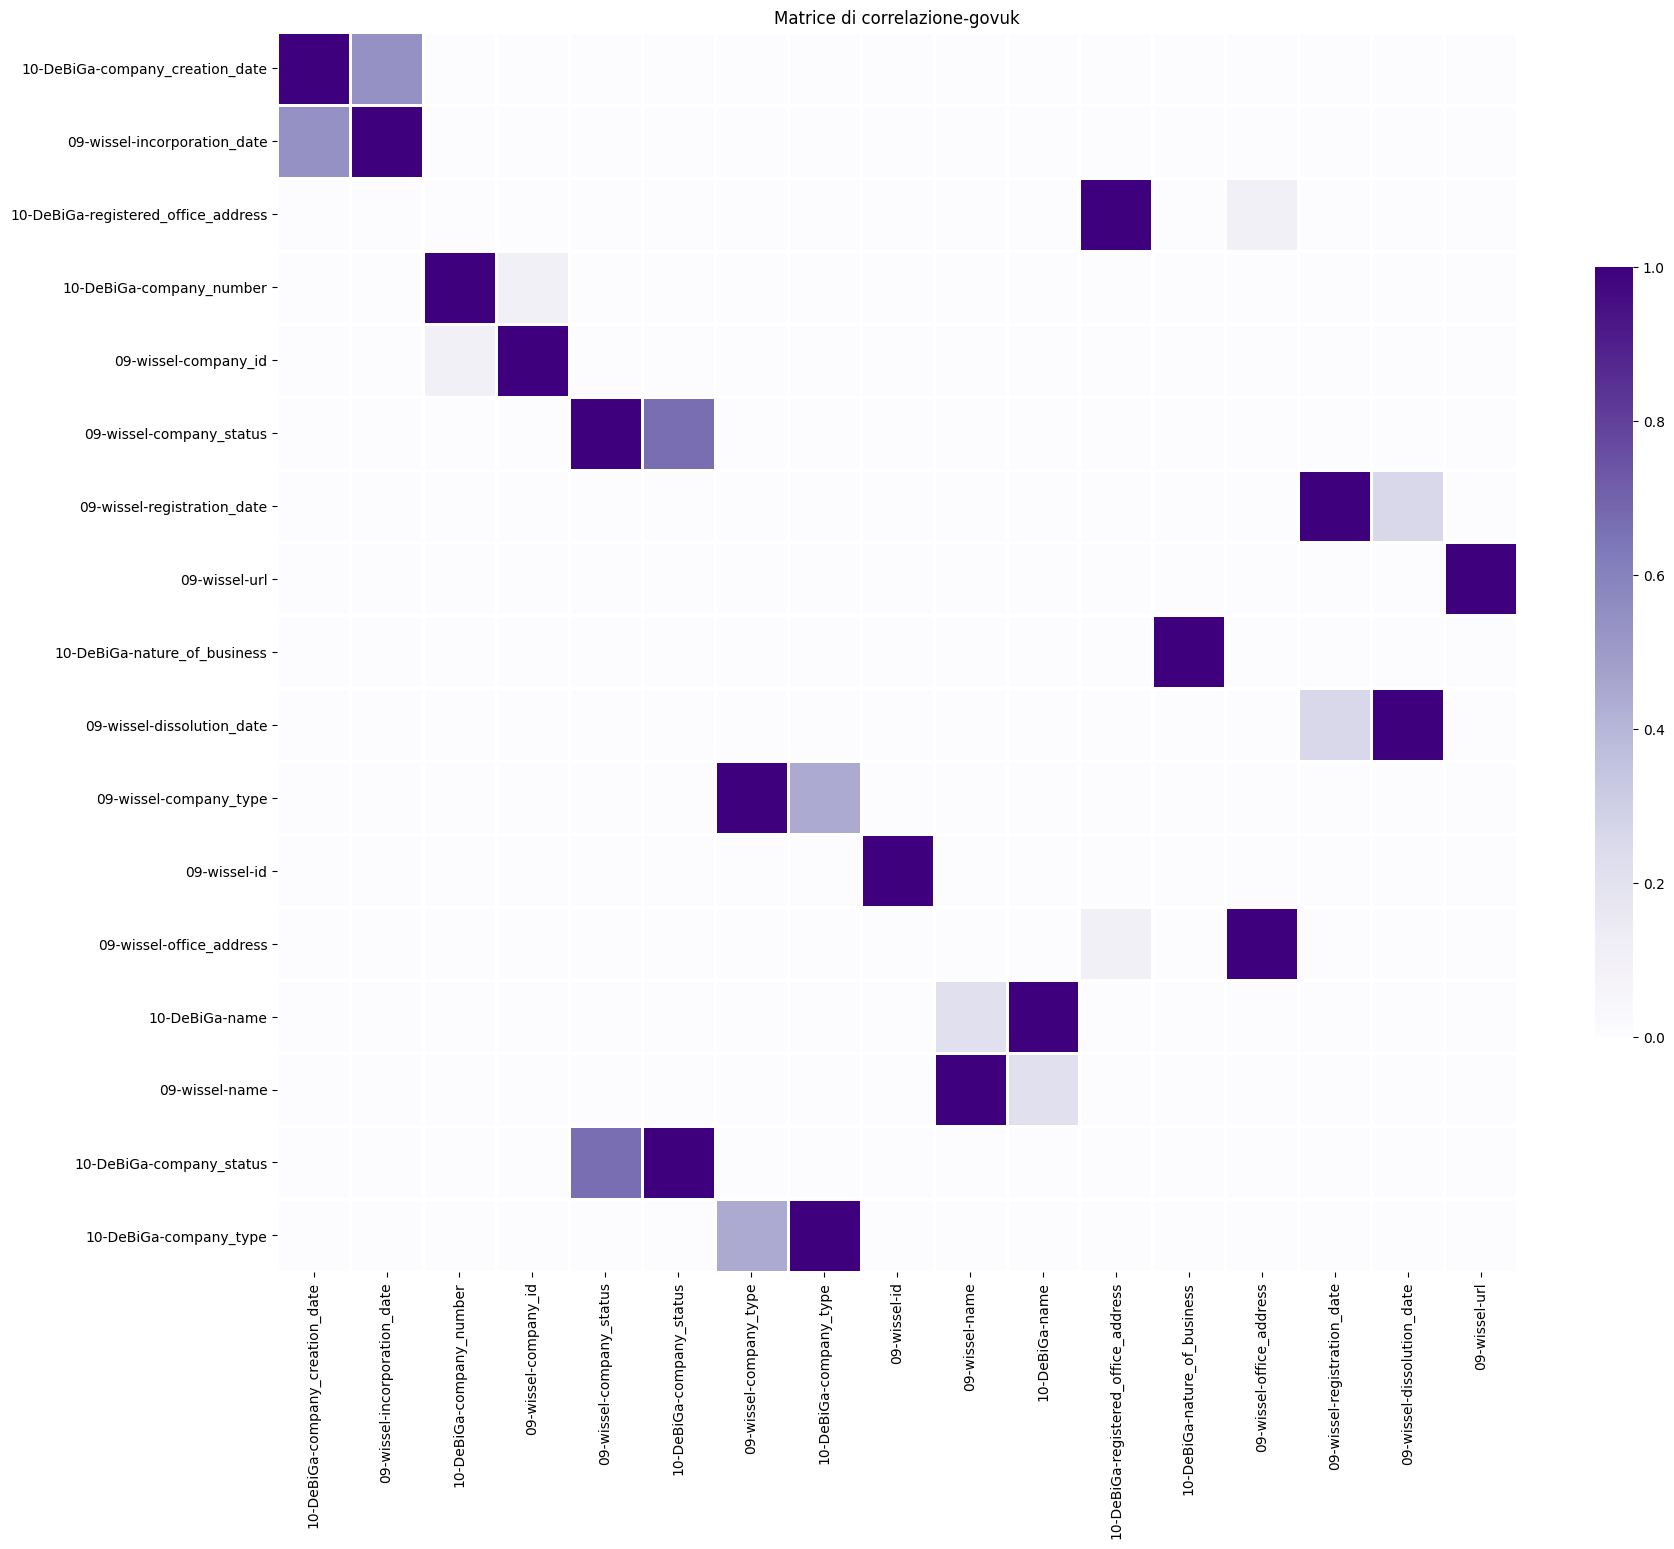 Matrice di correlazione-govuk
10-DeBiGa-company_creation_date
09-wissel-incorporation_date
10-DeBiGa-registered_office_address
10-DeBiGa-company_number
09-wissel-company_id
09-wissel-company_status
09-wissel-registration_date
09-wissel-url
10-DeBiGa-nature_of_business
09-wissel-dissolution_date
09-wissel-company_type
09-wissel-id
09-wissel-office_address
10-DeBiGa-name
09-wissel-name
10-DeBiGa-company_status
10-DeBiGa-company_type
10-DeBiGa-company_creation_date
09-wissel-incorporation_date
10-DeBiGa-company_number
09-wissel-company_id
09-wissel-company_status
10-DeBiGa-company_status
09-wissel-company_type
10-DeBiGa-company_type
09-wissel-id
09-wissel-name
10-DeBiGa-name
10-DeBiGa-registered_office_address
10-DeBiGa-nature_of_business
09-wissel-office_address
09-wissel-registration_date
09-wissel-dissolution_date
09-wissel-url
1.0
0.8
0.6
0.4
0.2
0.0